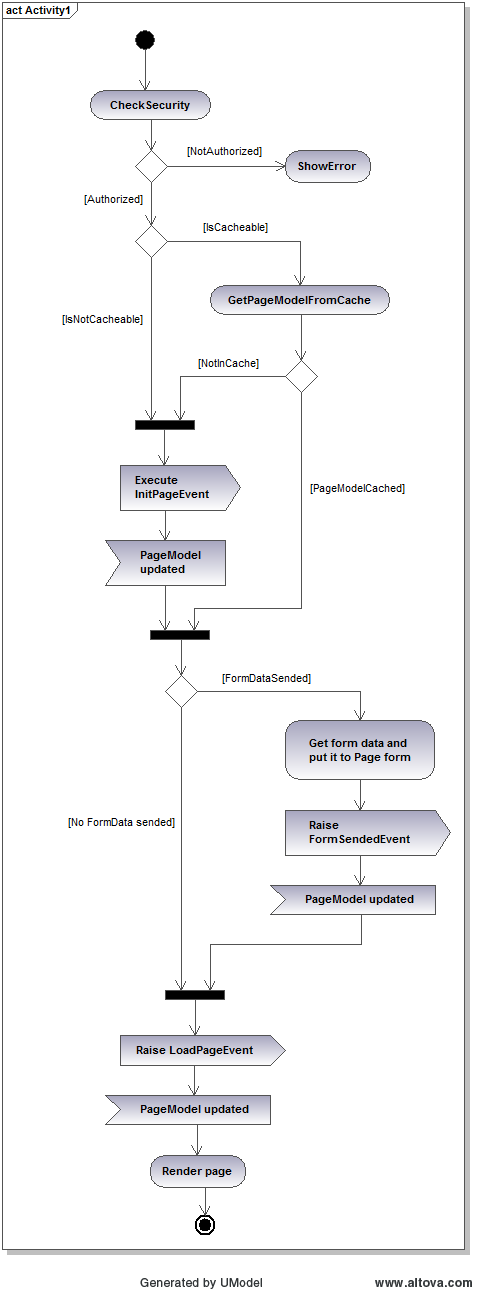 act Activity1
CheckSecurity
[NotAuthorized]
ShowError
[Authorized]
[IsCacheable]
GetPageModelFromCache
[IsNotCacheable]
[NotInCache]
Execute
InitPageEvent
[PageModelCached]
PageModel
updated
[FormDataSended]
Get form data and
put it to Page form
[No FormData sended]
Raise
FormSendedEvent
PageModel updated
Raise LoadPageEvent
PageModel updated
Render page
Generated by UModel
www.altova.com